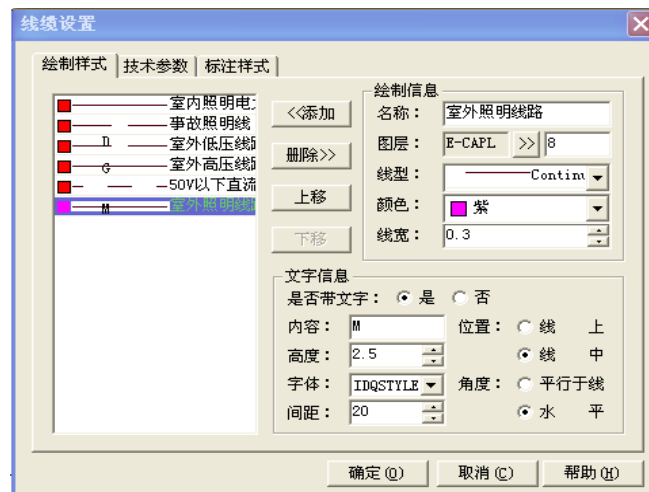 线缆设置
绘制样式 技术参数 标注样式
室内照明电
事故照明线
D 室外低压线
G 室外高压线
50V以下直流
M 室外照明线
<<添加
删除>>
上移
下移
绘制信息
名称： 室外照明线路
图层： E-CAPL >> 8
线型： Continu
颜色： 紫
线宽： 0.3
文字信息
是否带文字： 是 否
内容： M 位置： 线 上
高度： 2.5 线 中
字体： IDQSTYLE 角度： 平行于线
间距： 20 水 平
确定(O) 取消(C) 帮助(H)